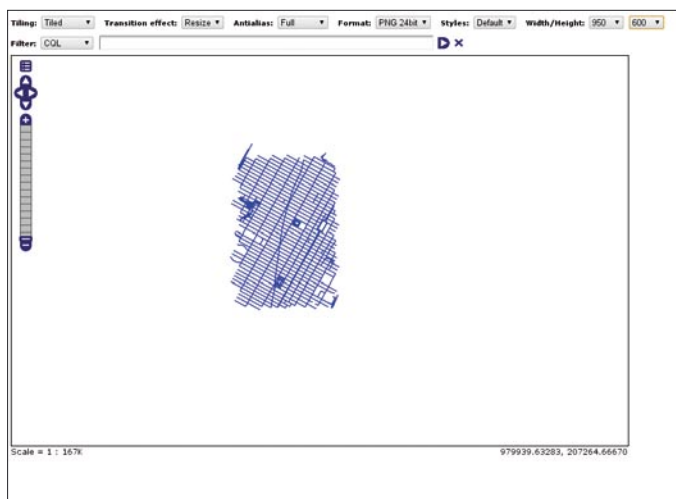 Tiling: Tiled Transition effect: Resize Antialias: Full Format: PNG 24bit Styles: Default Width/Height: 950 600
Filter: CQL
Scale = 1 : 167K 979939.63283, 207264.66670